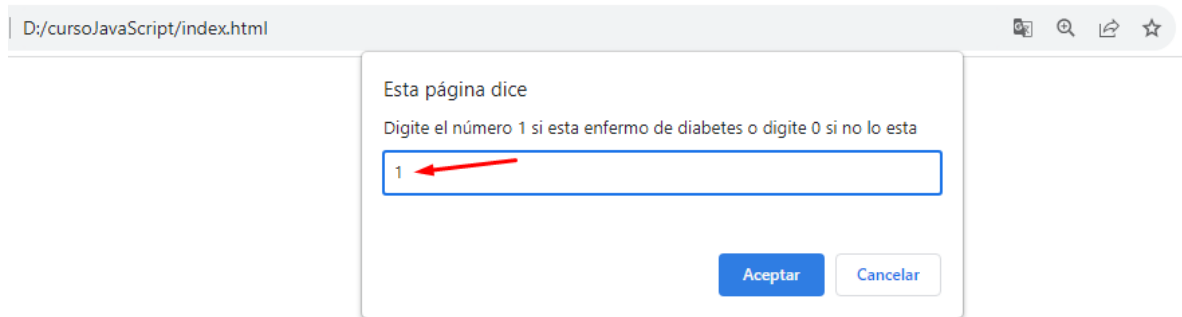 D:/cursoJavaScript/index.html
Esta página dice
Digite el número 1 si esta enfermo de diabetes o digite 0 si no lo esta
1
Aceptar
Cancelar